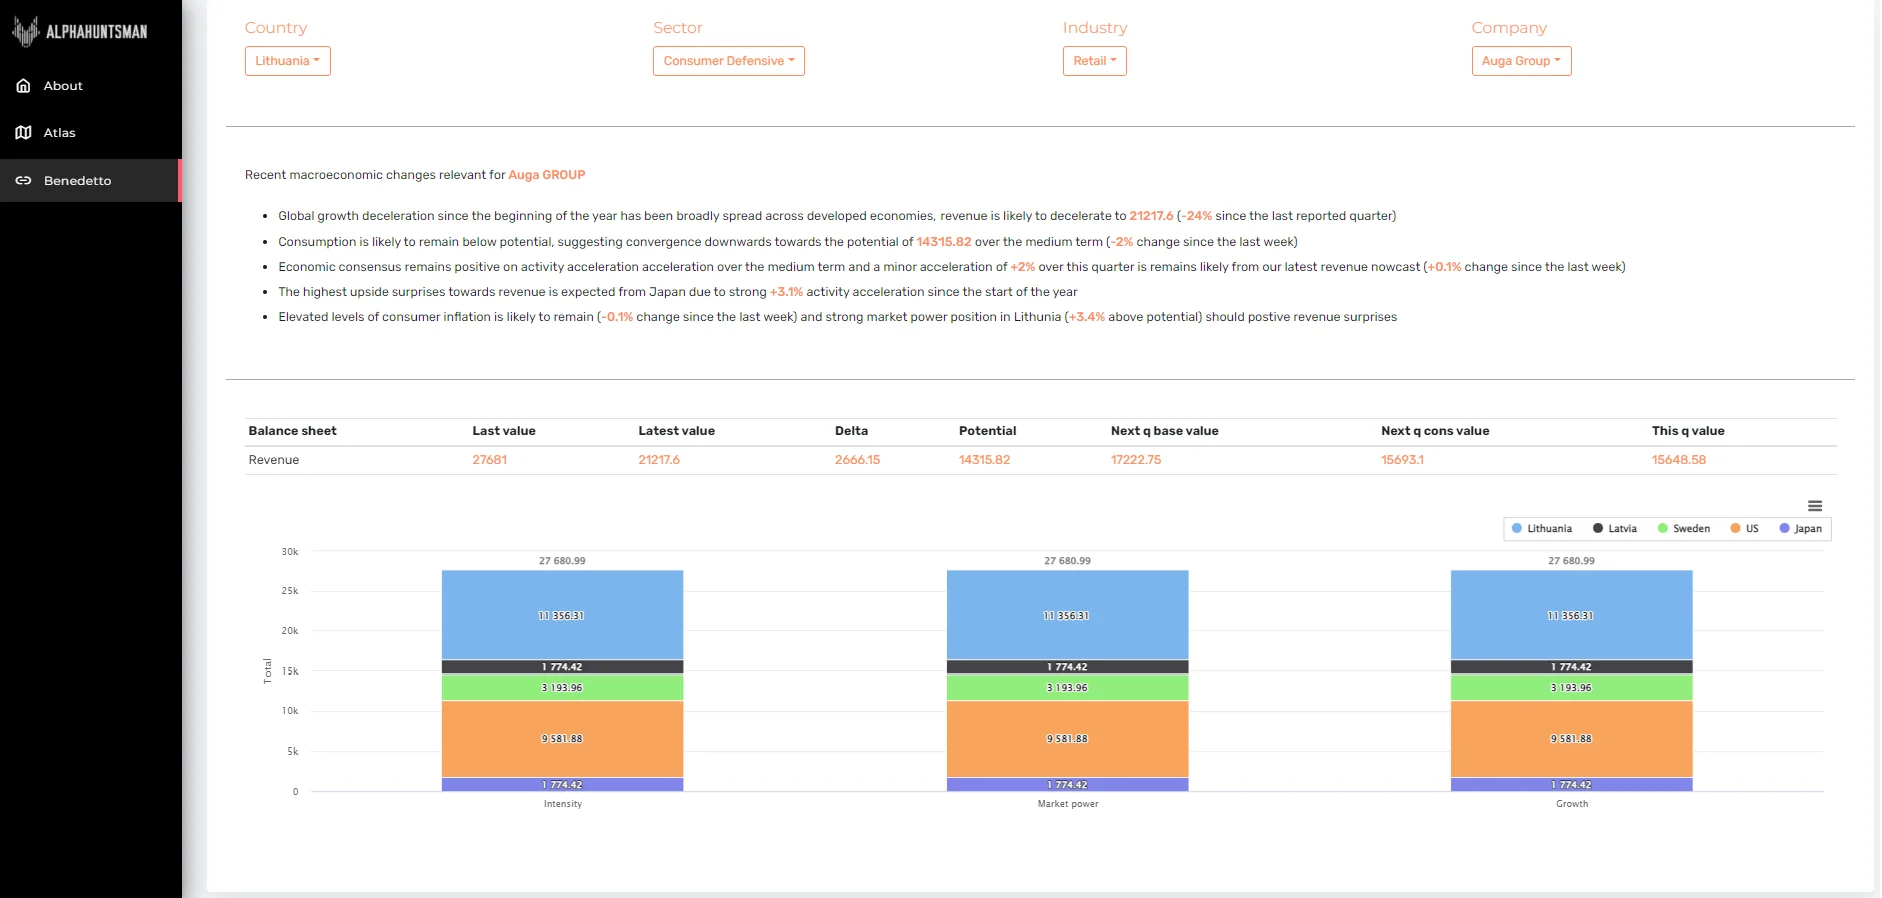 ALPHAHUNTSMAN
About
Atlas
Benedetto
Country Sector Industry Company
Lithuania Consumer Defensive Retail Auga Group
Recent macroeconomic changes relevant for Auga GROUP
Global growth deceleration since the beginning of the year has been broadly spread across developed economies, revenue is likely to decelerate to 21217.6 (-24% since the last reported quarter)
Consumption is likely to remain below potential, suggesting convergence downwards towards the potential of 14315.82 over the medium term (-2% change since the last week)
Economic consensus remains positive on activity acceleration acceleration over the medium term and a minor acceleration of +2% over this quarter is remains likely from our latest revenue nowcast (+0.1% change since the last week)
The highest upside surprises towards revenue is expected from Japan due to strong +3.1% activity acceleration since the start of the year
Elevated levels of consumer inflation is likely to remain (-0.1% change since the last week) and strong market power position in Lithunia (+3.4% above potential) should postive revenue surprises
Balance sheet Last value Latest value Delta Potential Next q base value Next q cons value This q value
Revenue 27681 21217.6 2666.15 14315.82 17222.75 15693.1 15648.58
Lithuania Latvia Sweden US Japan
30k
27 680.99 27 680.99 27 680.99
25k
11 356.31 11 356.31 11 356.31
20k
Total
15k
1 774.42 1 774.42 1 774.42
3 193.96 3 193.96 3 193.96
10k
9 581.88 9 581.88 9 581.88
5k
1 774.42 1 774.42 1 774.42
0
Intensity Market power Growth